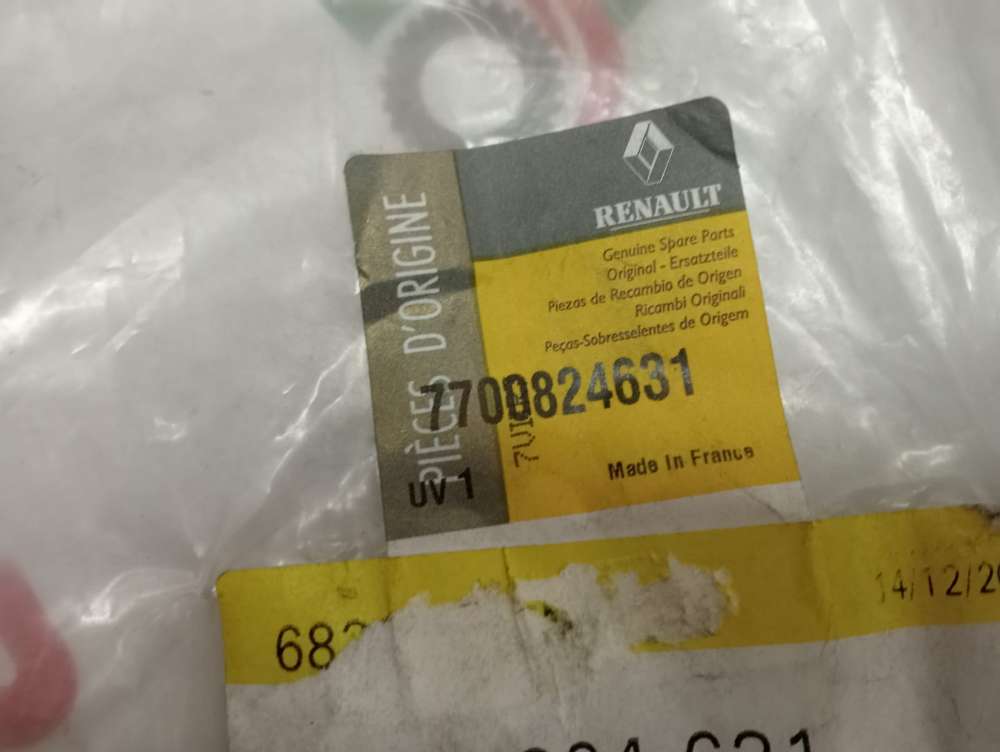 PIÈCES D'ORIGINE
RENAULT
Genuine Spare Parts
Original - Ersatzteile
Piezas de Recambio de Origen
Ricambi Originali
Peças-Sobresselentes de Origem
7700824631
UV 1
Made In France
14/12/20
68